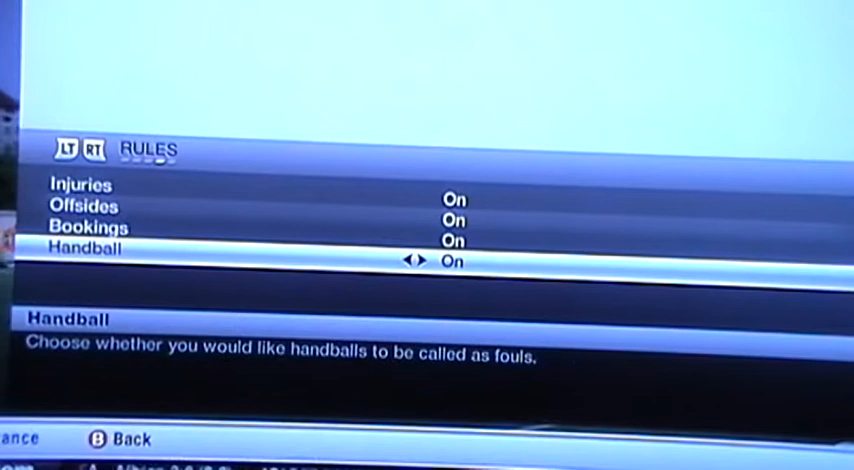 LT RT RULES
Injuries On
Offsides On
Bookings On
Handball On
Handball
Choose whether you would like handballs to be called as fouls.
ance B Back